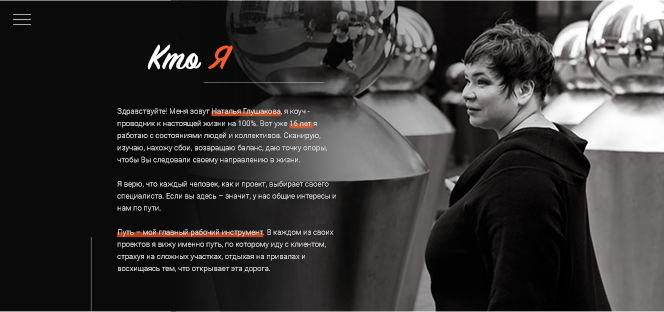 Кто Я
Здравствуйте! Меня зовут Наталья Глушакова, я коуч -
проводник к настоящей жизни на 100%. Вот уже 16 лет я
работаю с состояниями людей и коллективов. Сканирую,
изучаю, нахожу сбои, возвращаю баланс, даю точку опоры,
чтобы Вы следовали своему направлению в жизни.
Я верю, что каждый человек, как и проект, выбирает своего
специалиста. Если вы здесь – значит, у нас общие интересы и
нам по пути.
Путь – мой главный рабочий инструмент. В каждом из своих
проектов я вижу именно путь, по которому иду с клиентом,
страхуя на сложных участках, отдыхая на привалах и
восхищаясь тем, что открывает эта дорога.